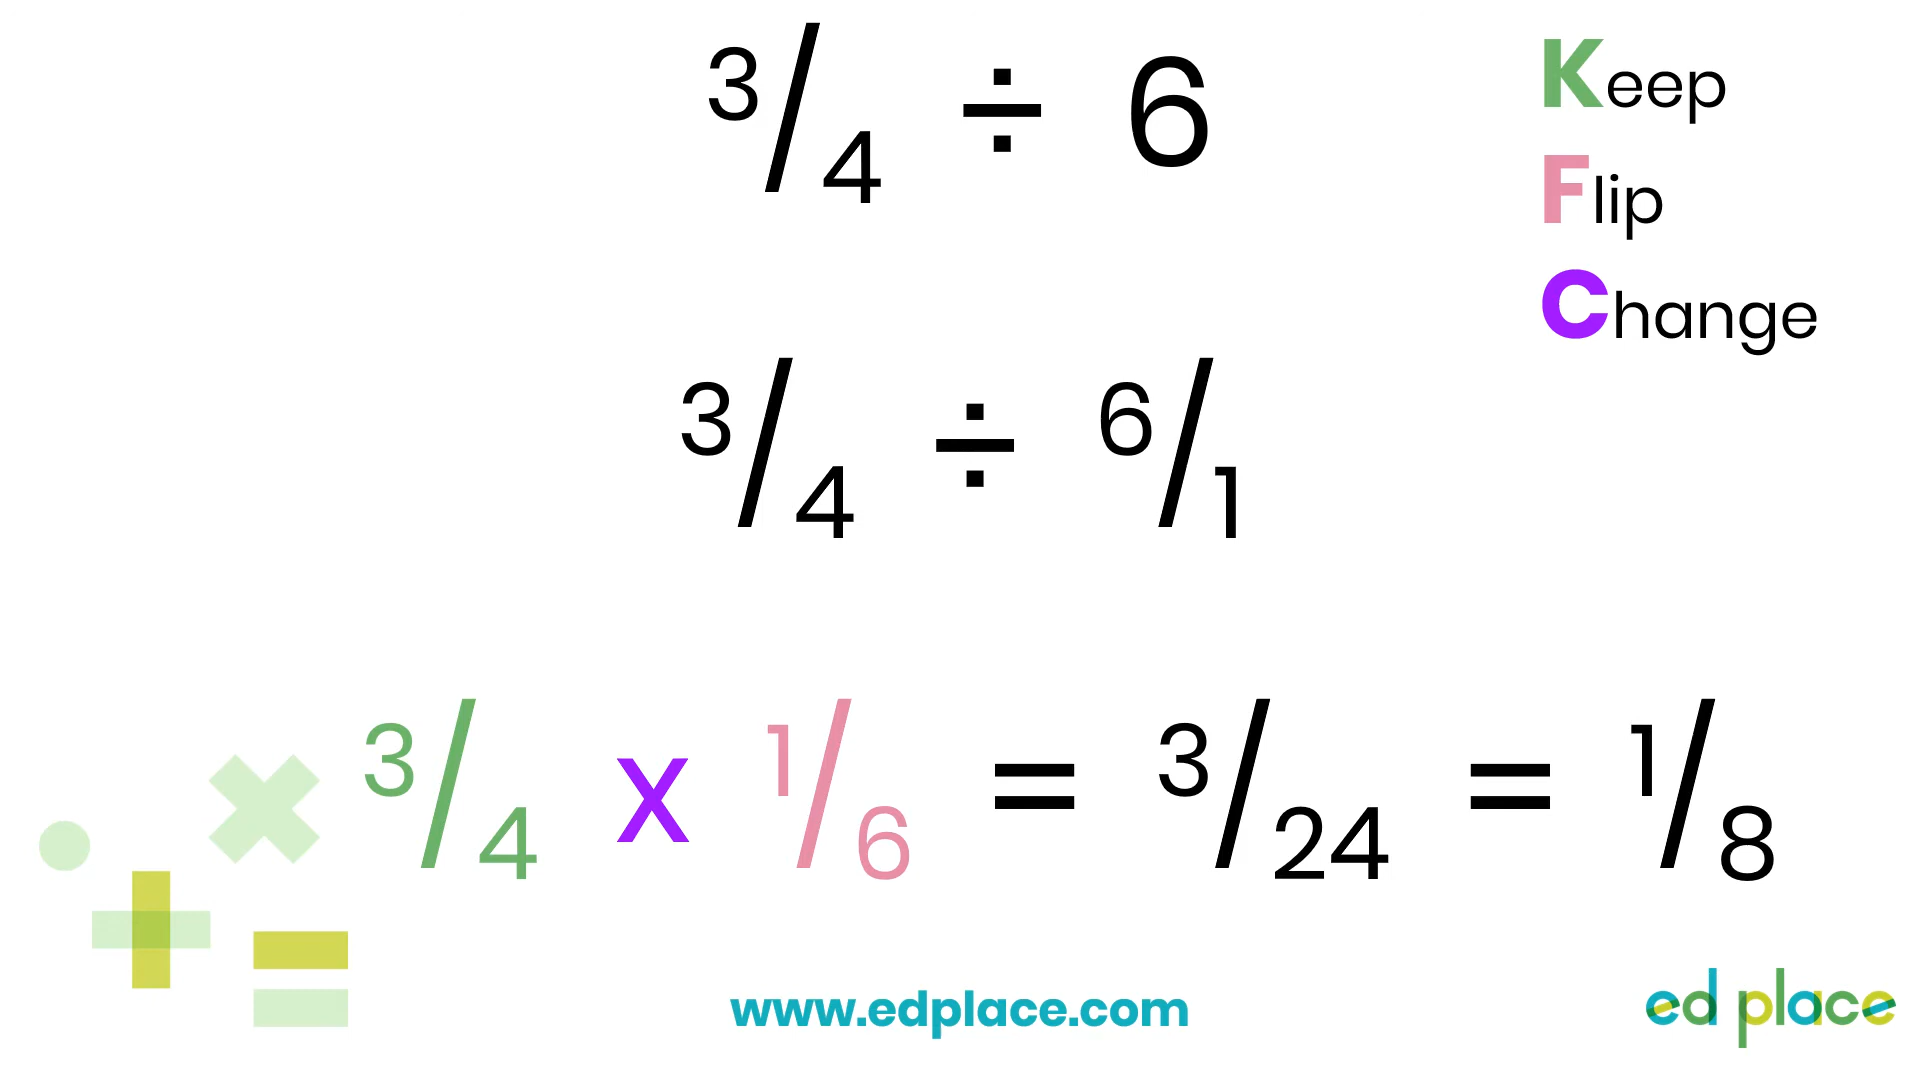 3/4 ÷ 6
Keep
Flip
Change
3/4 ÷ 6/1
3/4 x 1/6 = 3/24 = 1/8
www.edplace.com
ed place